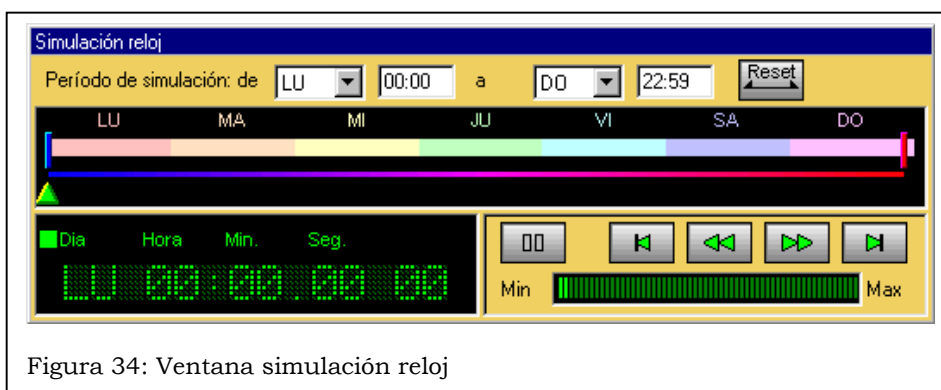 Simulación reloj
Período de simulación: de LU 00:00 a DO 22:59 Reset
LU MA MI JU VI SA DO
Dia Hora Min. Seg.
LU 00:00.00 00
Min Max
Figura 34: Ventana simulación reloj